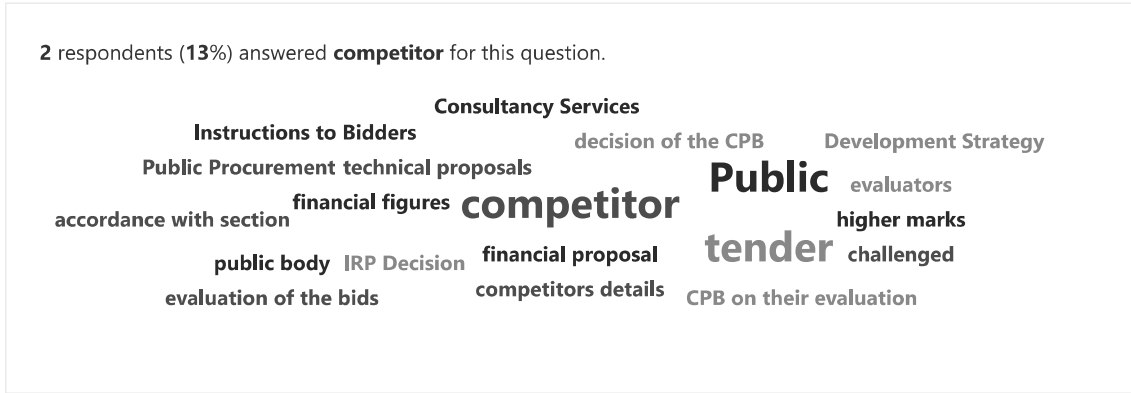 2 respondents (13%) answered competitor for this question.
Consultancy Services
Instructions to Bidders
decision of the CPB
Development Strategy
Public Procurement technical proposals
Public
evaluators
financial figures
competitor
accordance with section
higher marks
tender
challenged
financial proposal
public body
IRP Decision
competitors details
evaluation of the bids
CPB on their evaluation